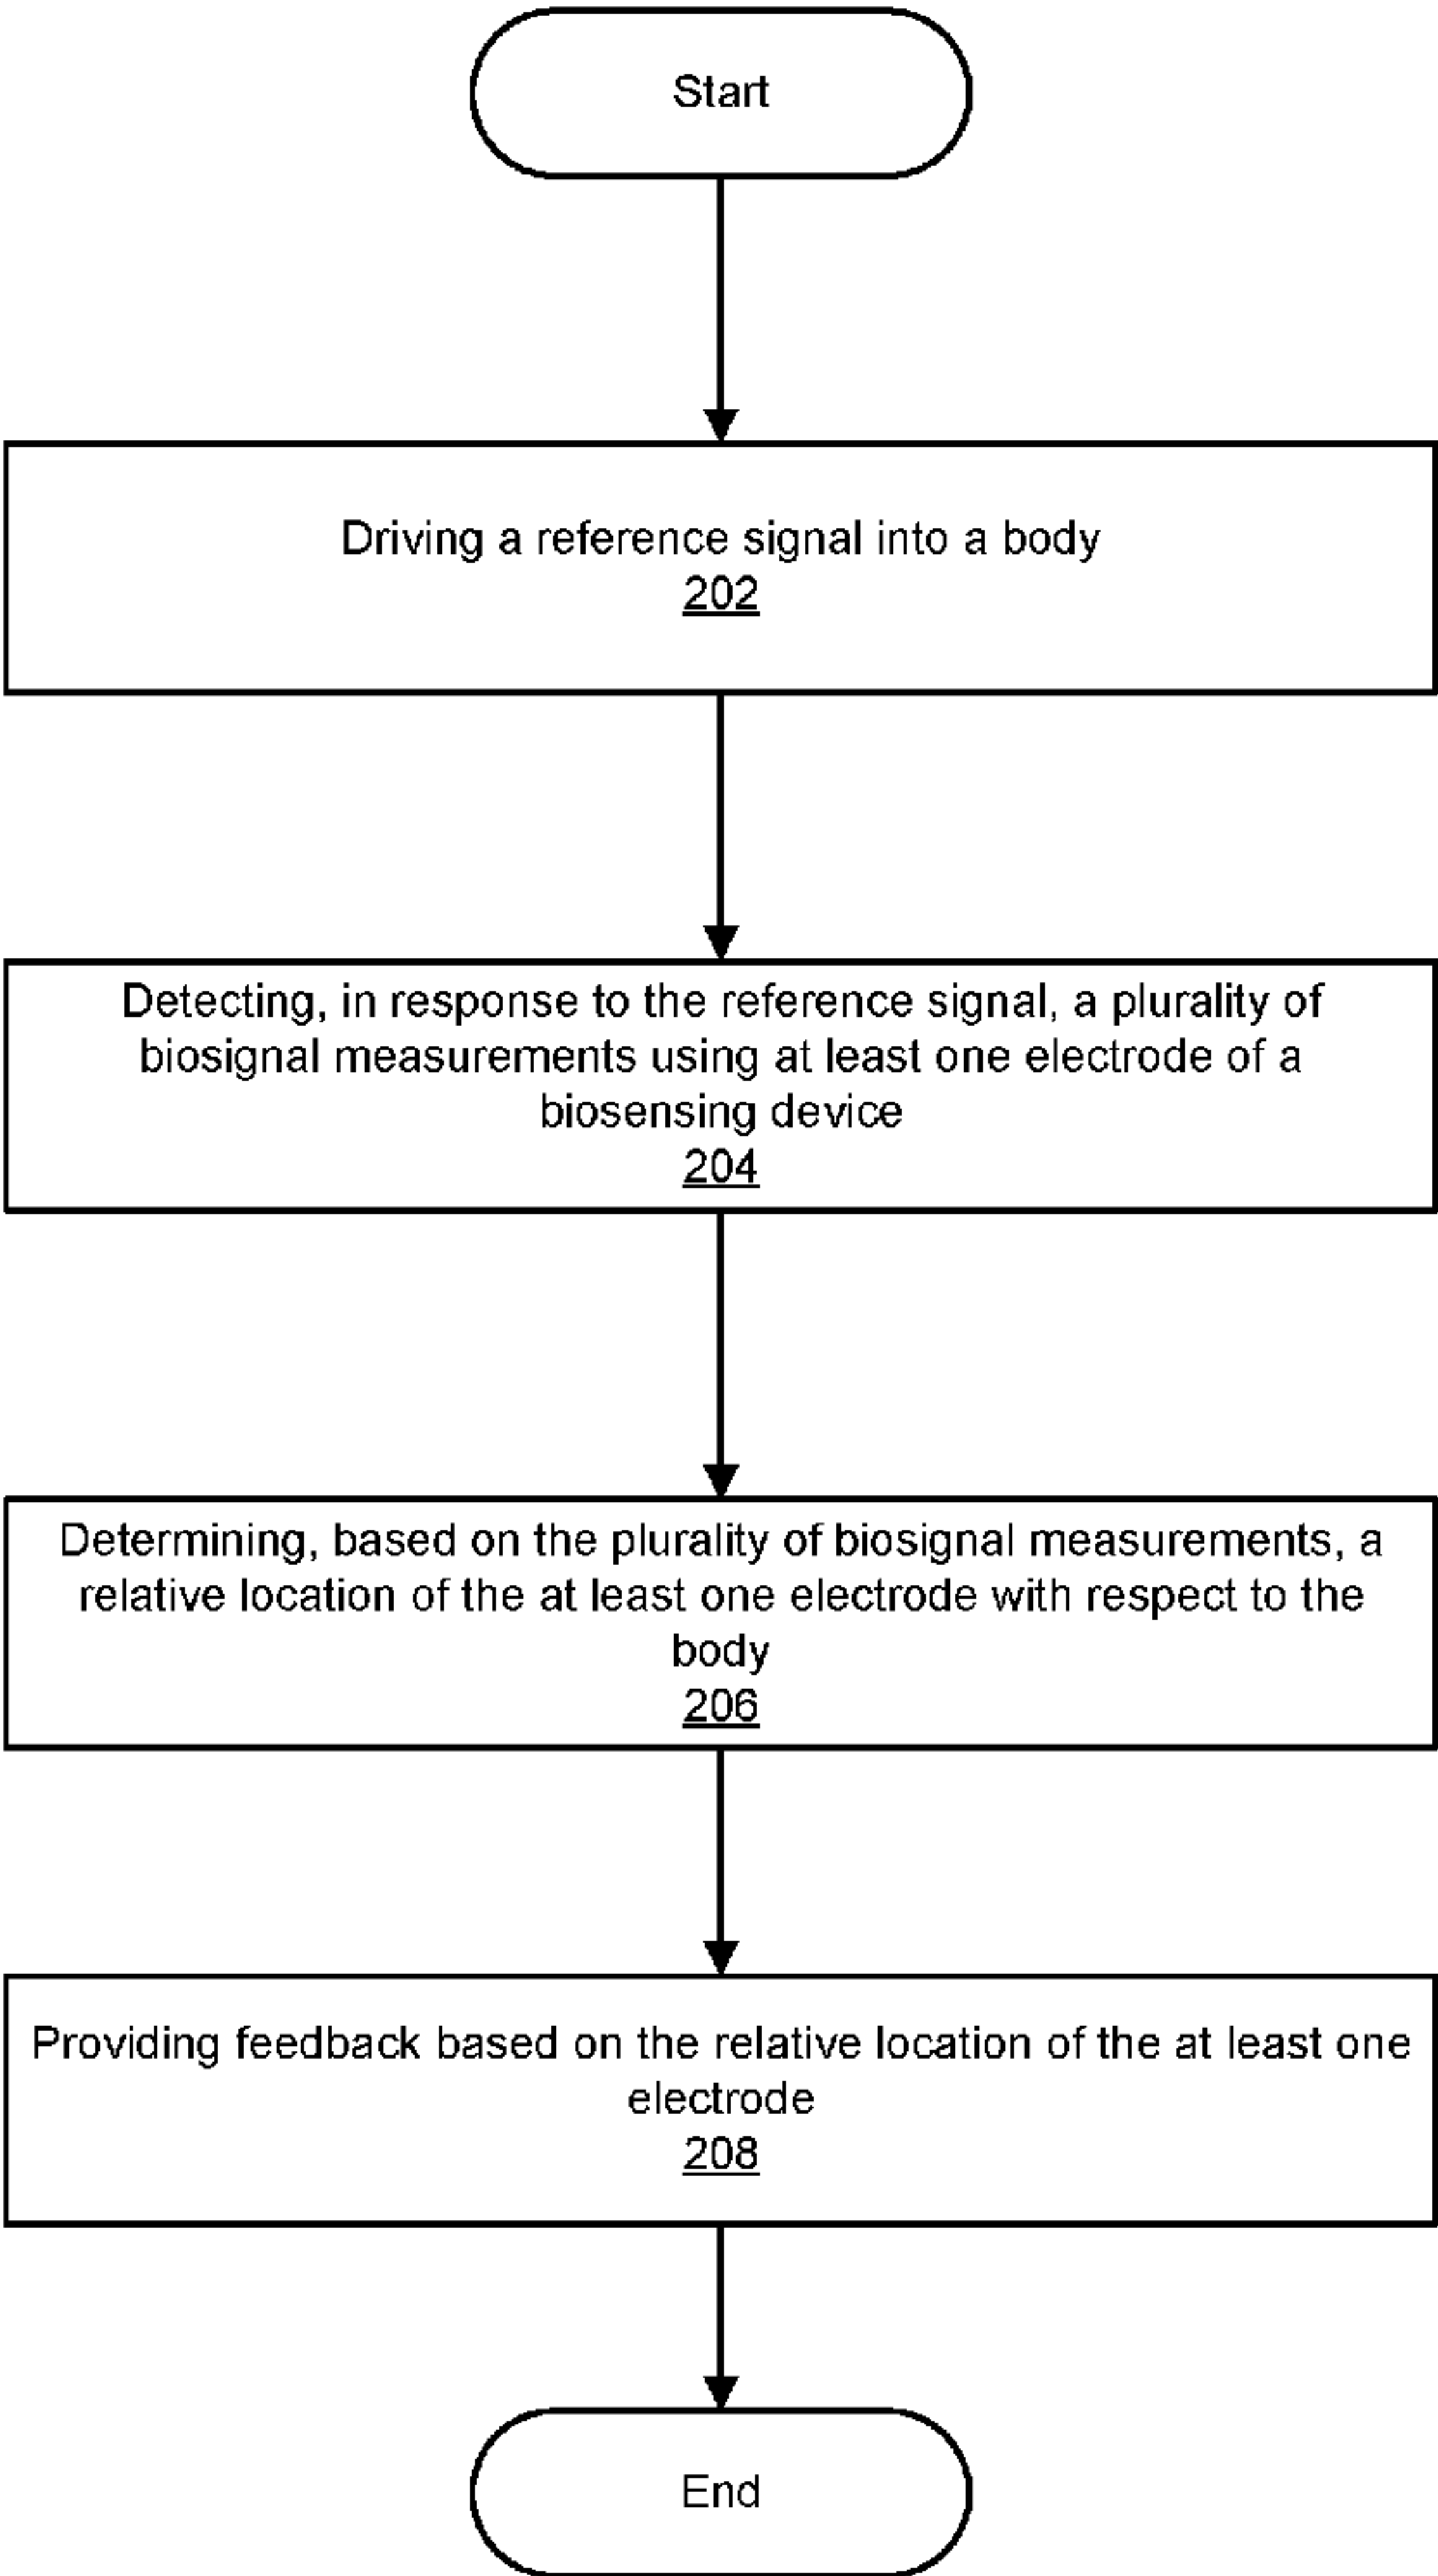 Start
Driving a reference signal into a body
202
Detecting, in response to the reference signal, a plurality of
biosignal measurements using at least one electrode of a
biosensing device
204
Determining, based on the plurality of biosignal measurements, a
relative location of the at least one electrode with respect to the
body
206
Providing feedback based on the relative location of the at least one
electrode
208
End